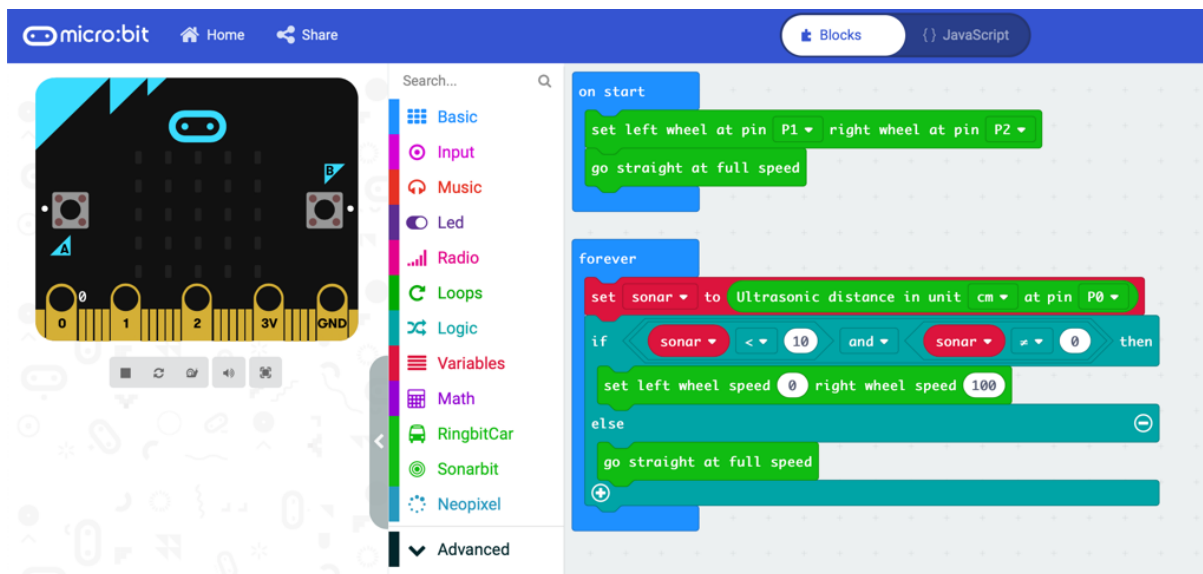 micro:bit Home Share Blocks {} JavaScript
B
A
0
0 1 2 3V GND
Search...
Basic
Input
Music
Led
Radio
Loops
Logic
Variables
Math
RingbitCar
Sonarbit
Neopixel
Advanced
on start
set left wheel at pin P1 right wheel at pin P2
go straight at full speed
forever
set sonar to Ultrasonic distance in unit cm at pin P0
if sonar < 10 and sonar ≠ 0 then
set left wheel speed 0 right wheel speed 100
else
go straight at full speed